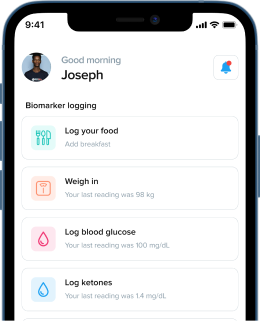 9:41
Good morning
Joseph
Biomarker logging
Log your food
Add breakfast
Weigh in
Your last reading was 98 kg
Log blood glucose
Your last reading was 100 mg/dL
Log ketones
Your last reading was 1.4 mg/dL